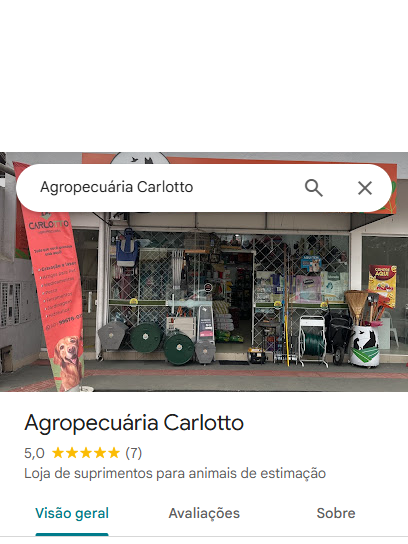 Agropecuária Carlotto
CARLOTTO
AQUI
Agropecuária Carlotto
5,0 (7)
Loja de suprimentos para animais de estimação
Visão geral
Avaliações
Sobre